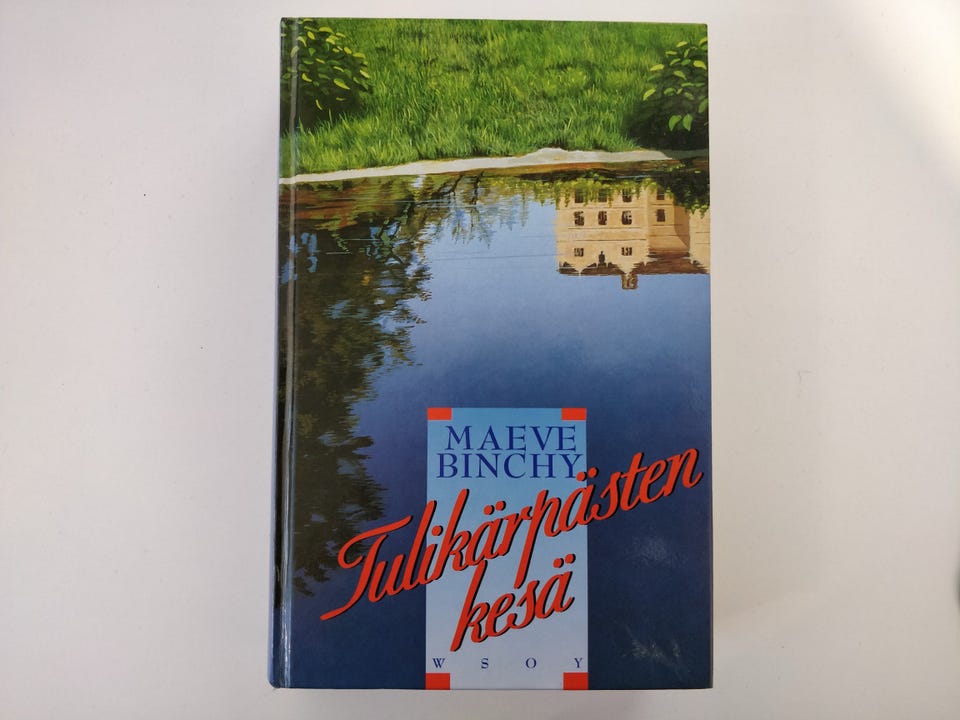 MAEVE
BINCHY
Tulikärpästen
kesä
WSOY